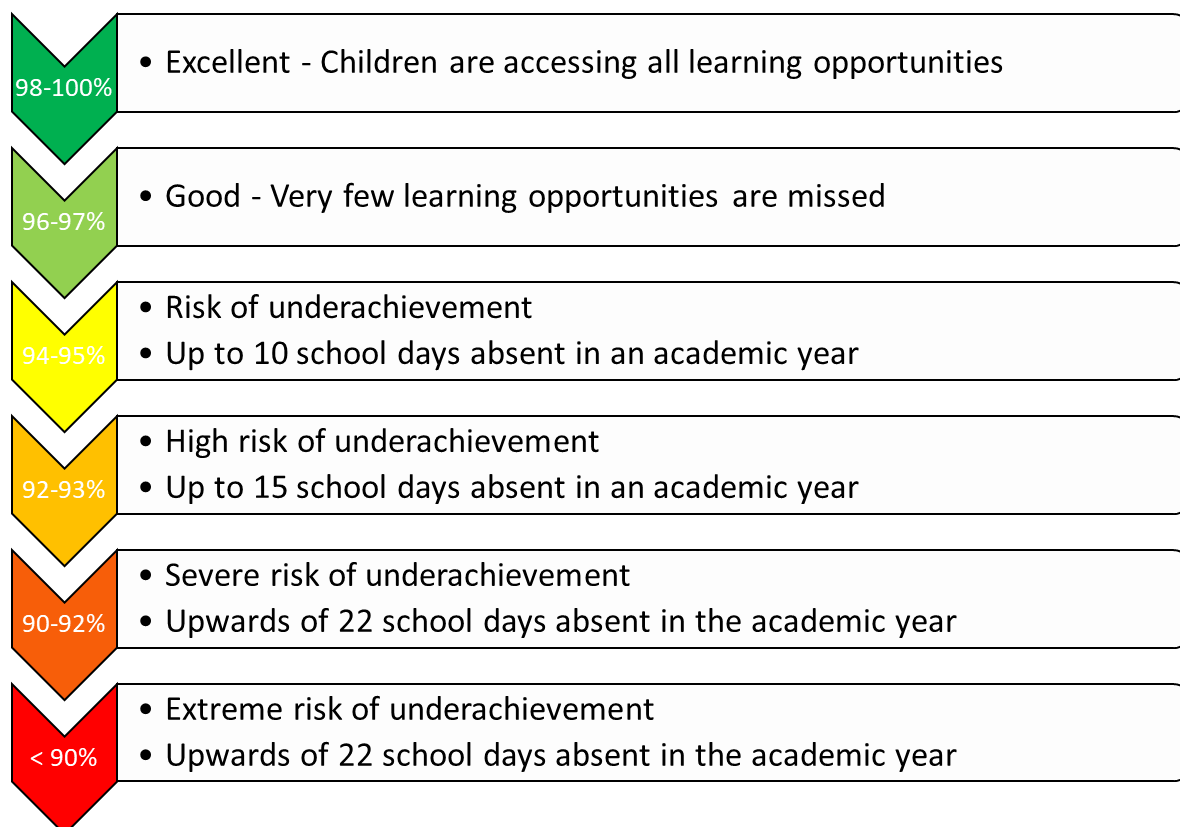 98-100%
• Excellent - Children are accessing all learning opportunities
96-97%
• Good - Very few learning opportunities are missed
94-95%
• Risk of underachievement
• Up to 10 school days absent in an academic year
92-93%
• High risk of underachievement
• Up to 15 school days absent in an academic year
90-92%
• Severe risk of underachievement
• Upwards of 22 school days absent in the academic year
< 90%
• Extreme risk of underachievement
• Upwards of 22 school days absent in the academic year